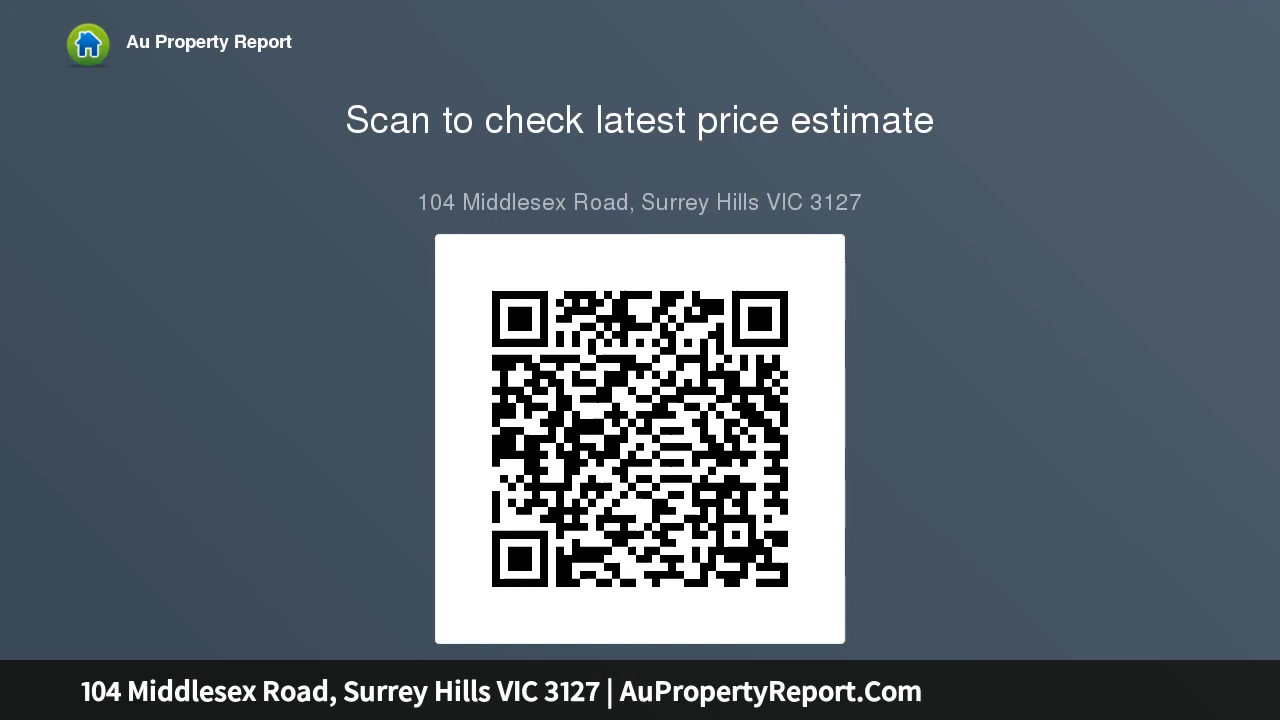 Au Property Report
Scan to check latest price estimate
104 Middlesex Road, Surrey Hills VIC 3127
104 Middlesex Road, Surrey Hills VIC 3127 | AuPropertyReport.Com